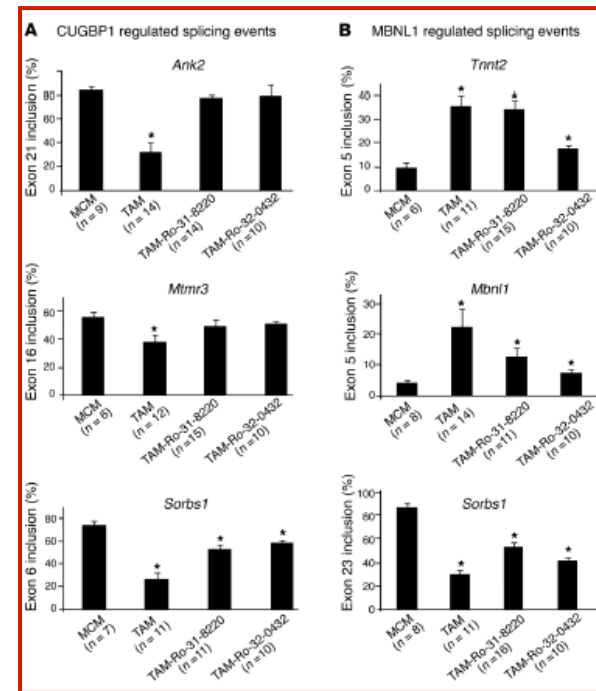 A CUGBP1 regulated splicing events
Ank2
Exon 21 inclusion (%)
80
60
40
20
0
*
MCM
(n = 9)
TAM
(n = 14)
TAM-Ro-31-8220
(n =14)
TAM-Ro-32-0432
(n =10)
Mtmr3
Exon 16 inclusion (%)
60
40
20
0
*
MCM
(n = 6)
TAM
(n = 12)
TAM-Ro-31-8220
(n =15)
TAM-Ro-32-0432
(n =10)
Sorbs1
Exon 6 inclusion (%)
80
60
40
20
0
*
*
*
MCM
(n = 7)
TAM
(n = 11)
TAM-Ro-31-8220
(n =11)
TAM-Ro-32-0432
(n =10)
B MBNL1 regulated splicing events
Tnnt2
Exon 5 inclusion (%)
40
30
20
10
0
*
*
*
MCM
(n = 6)
TAM
(n = 11)
TAM-Ro-31-8220
(n =15)
TAM-Ro-32-0432
(n =10)
Mbnl1
Exon 5 inclusion (%)
30
20
10
0
*
*
*
MCM
(n = 8)
TAM
(n = 14)
TAM-Ro-31-8220
(n =11)
TAM-Ro-32-0432
(n =10)
Sorbs1
Exon 23 inclusion (%)
100
80
60
40
20
0
*
*
*
MCM
(n = 8)
TAM
(n = 11)
TAM-Ro-31-8220
(n =16)
TAM-Ro-32-0432
(n =10)